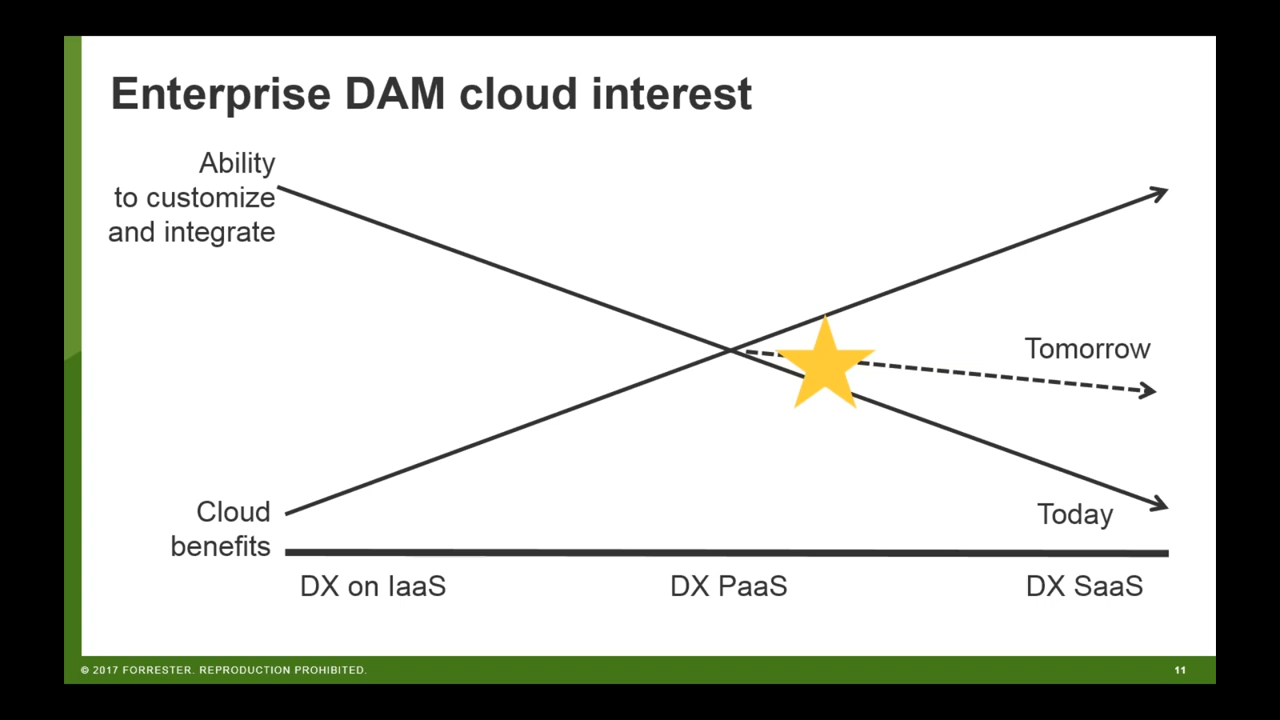 Enterprise DAM cloud interest
Ability
to customize
and integrate
Tomorrow
Cloud
benefits
Today
DX on IaaS
DX PaaS
DX SaaS
© 2017 FORRESTER. REPRODUCTION PROHIBITED.
11